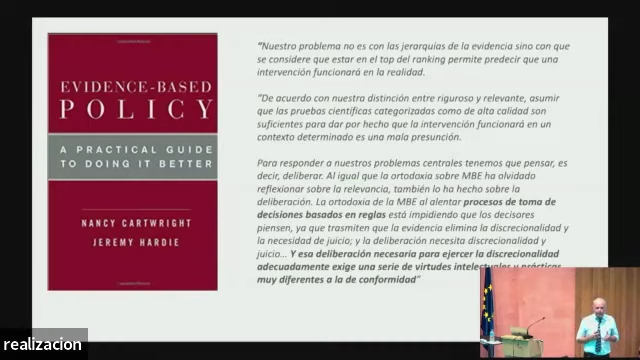 EVIDENCE-BASED
POLICY
A PRACTICAL GUIDE
TO DOING IT BETTER
NANCY CARTWRIGHT
JEREMY HARDIE
"Nuestro problema no es con las jerarquías de la evidencia sino con que
se considere que estar en el top del ranking permite predecir que una
intervención funcionará en la realidad.
"De acuerdo con nuestra distinción entre riguroso y relevante, asumir
que las pruebas científicas categorizadas como de alta calidad son
suficientes para dar por hecho que la intervención funcionará en un
contexto determinado es una mala presunción.
Para responder a nuestros problemas centrales tenemos que pensar, es
decir, deliberar. Al igual que la ortodoxia sobre MBE ha olvidado
reflexionar sobre la relevancia, también lo ha hecho sobre la
deliberación. La ortodoxia de la MBE al alentar procesos de toma de
decisiones basados en reglas está impidiendo que los decisores
piensen, ya que trasmiten que la evidencia elimina la discrecionalidad y
la necesidad de juicio; y la deliberación necesita discrecionalidad y
juicio... Y esa deliberación necesaria para ejercer la discrecionalidad
adecuadamente exige una serie de virtudes intelectuales y prácticas
muy diferentes a la de conformidad"
realizacion